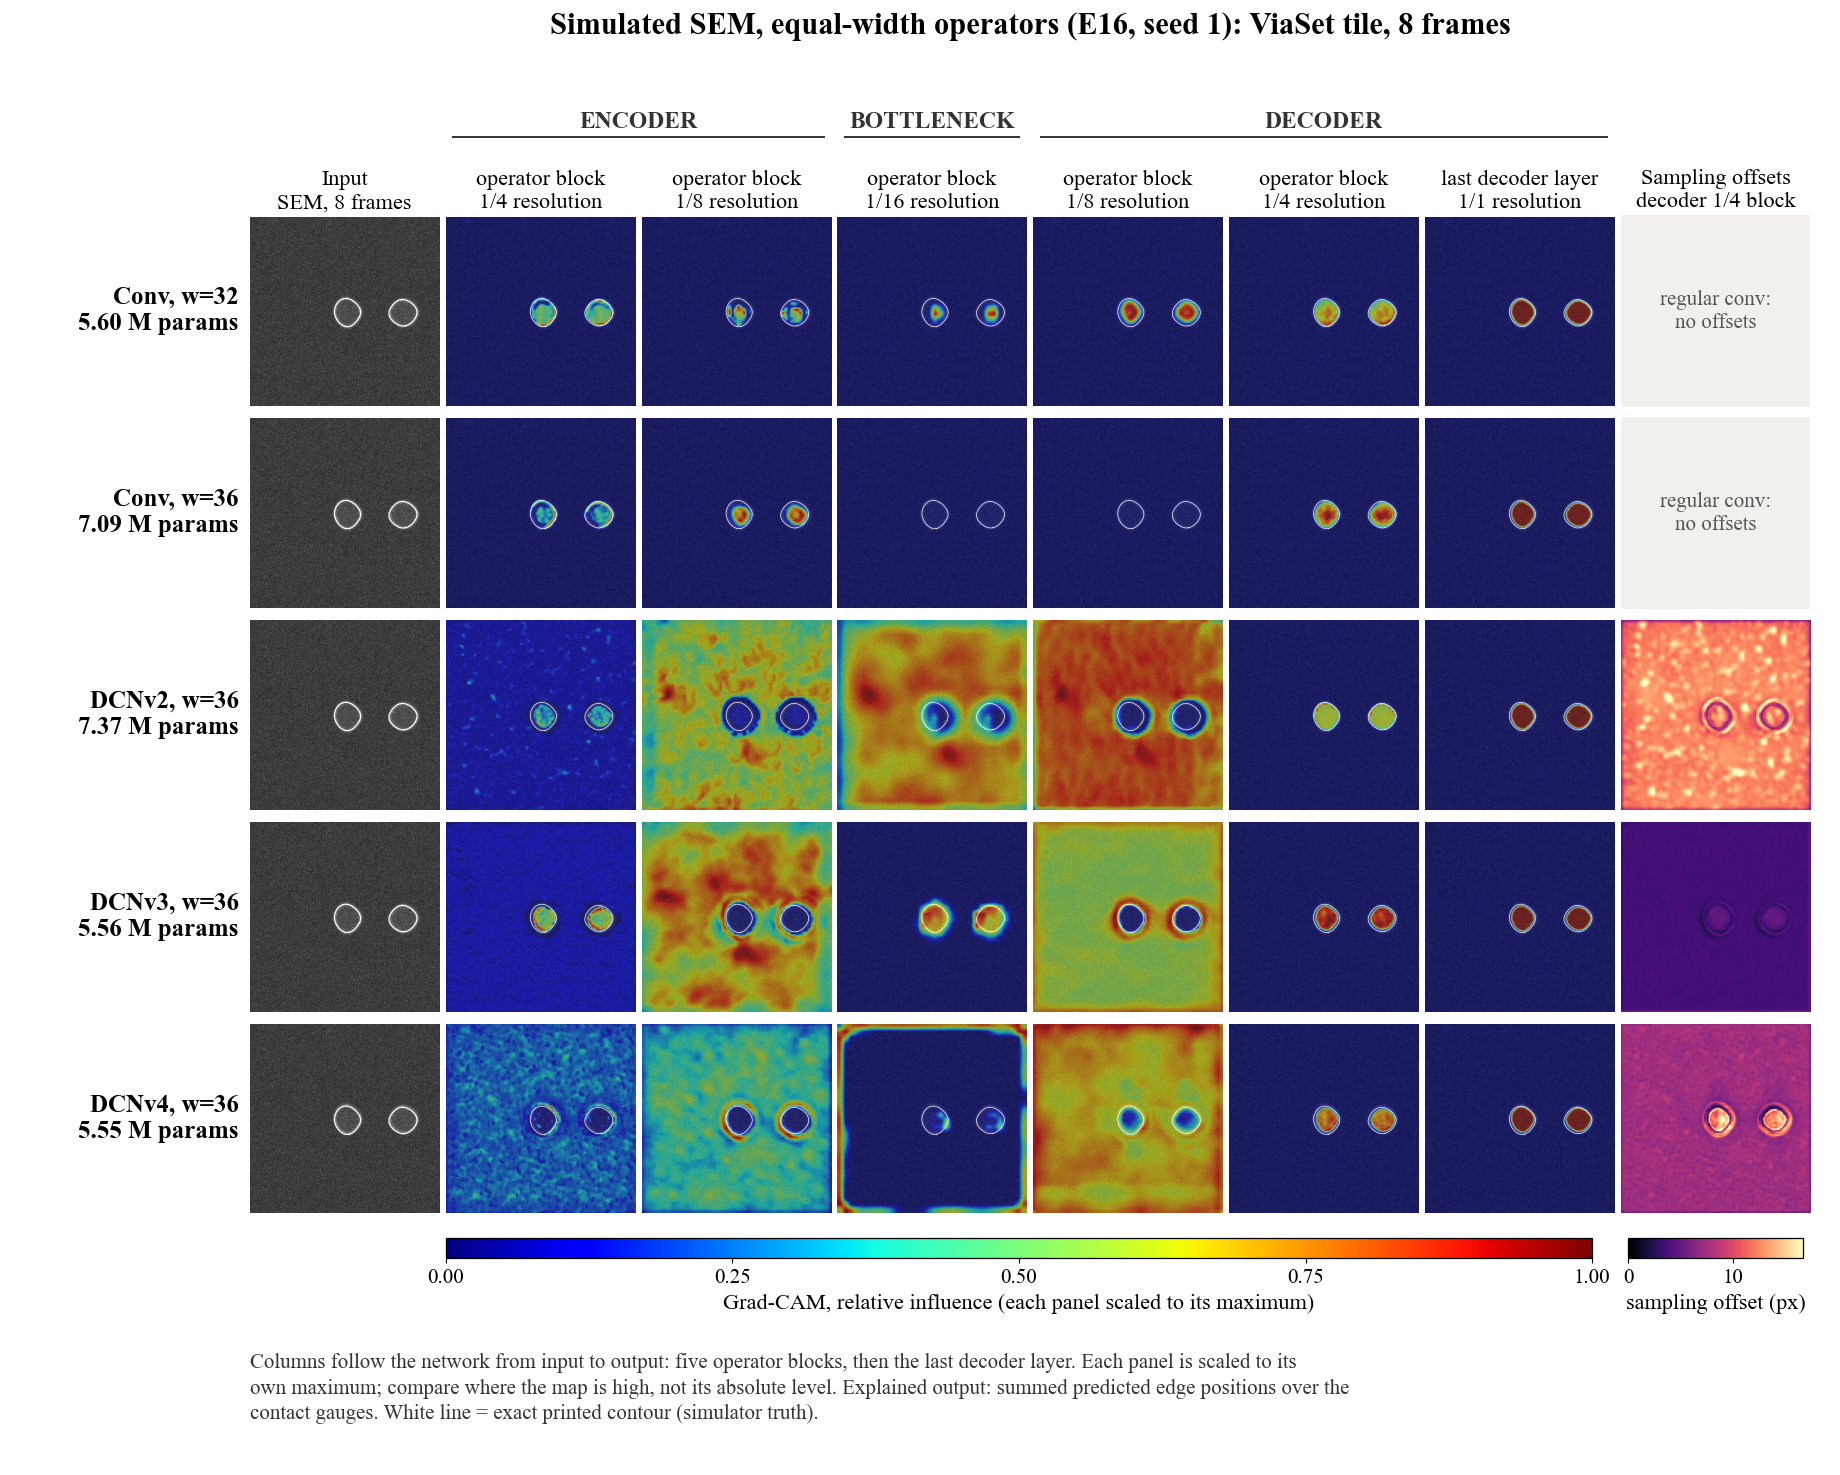 Simulated SEM, equal-width operators (E16, seed 1): ViaSet tile, 8 frames
ENCODER
BOTTLENECK
DECODER
Input
SEM, 8 frames
operator block
1/4 resolution
operator block
1/8 resolution
operator block
1/16 resolution
operator block
1/8 resolution
operator block
1/4 resolution
last decoder layer
1/1 resolution
Sampling offsets
decoder 1/4 block
Conv, w=32
5.60 M params
regular conv:
no offsets
Conv, w=36
7.09 M params
regular conv:
no offsets
DCNv2, w=36
7.37 M params
DCNv3, w=36
5.56 M params
DCNv4, w=36
5.55 M params
0.00
0.25
0.50
0.75
1.00
Grad-CAM, relative influence (each panel scaled to its maximum)
0
10
sampling offset (px)
Columns follow the network from input to output: five operator blocks, then the last decoder layer. Each panel is scaled to its
own maximum; compare where the map is high, not its absolute level. Explained output: summed predicted edge positions over the
contact gauges. White line = exact printed contour (simulator truth).